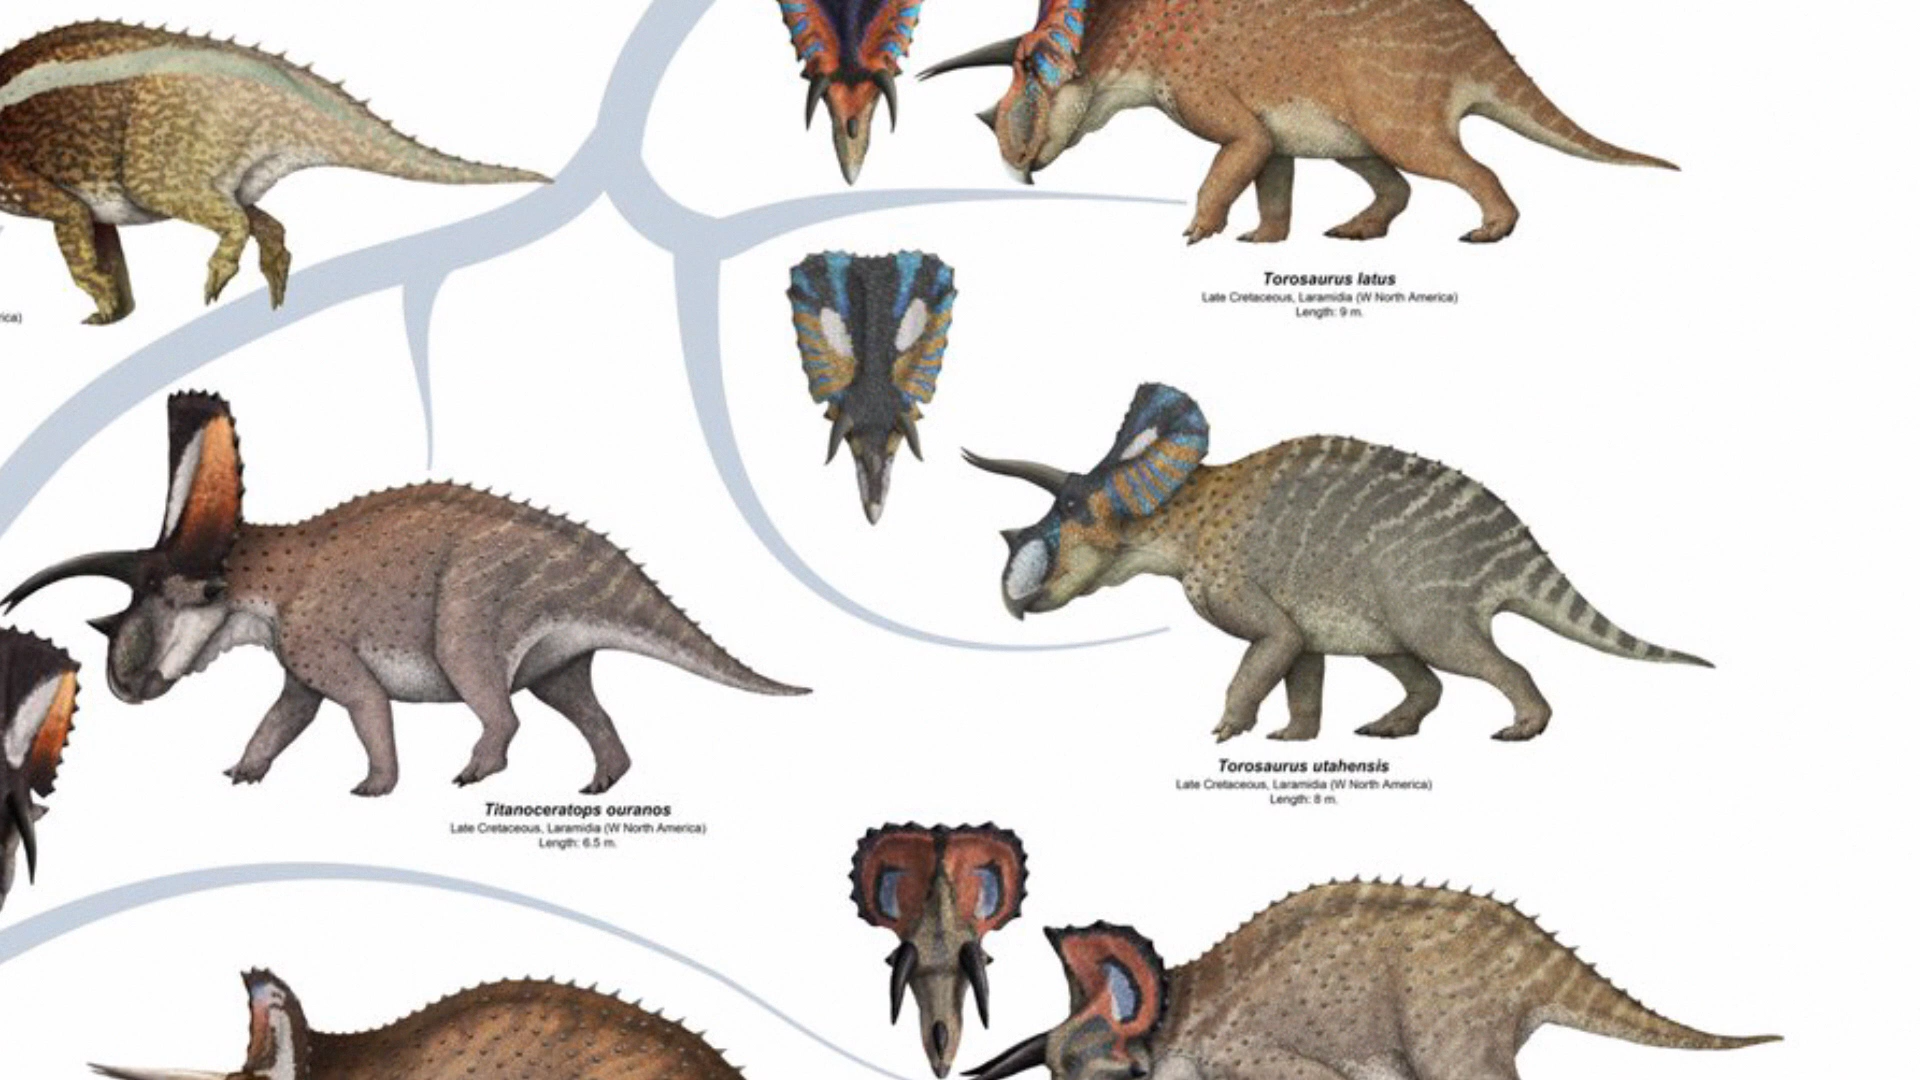 Torosaurus latus
Late Cretaceous, Laramidia (W North America)
Length: 9 m.
rica)
Torosaurus utahensis
Late Cretaceous, Laramidia (W North America)
Length: 8 m.
Titanoceratops ouranos
Late Cretaceous, Laramidia (W North America)
Length: 6.5 m.